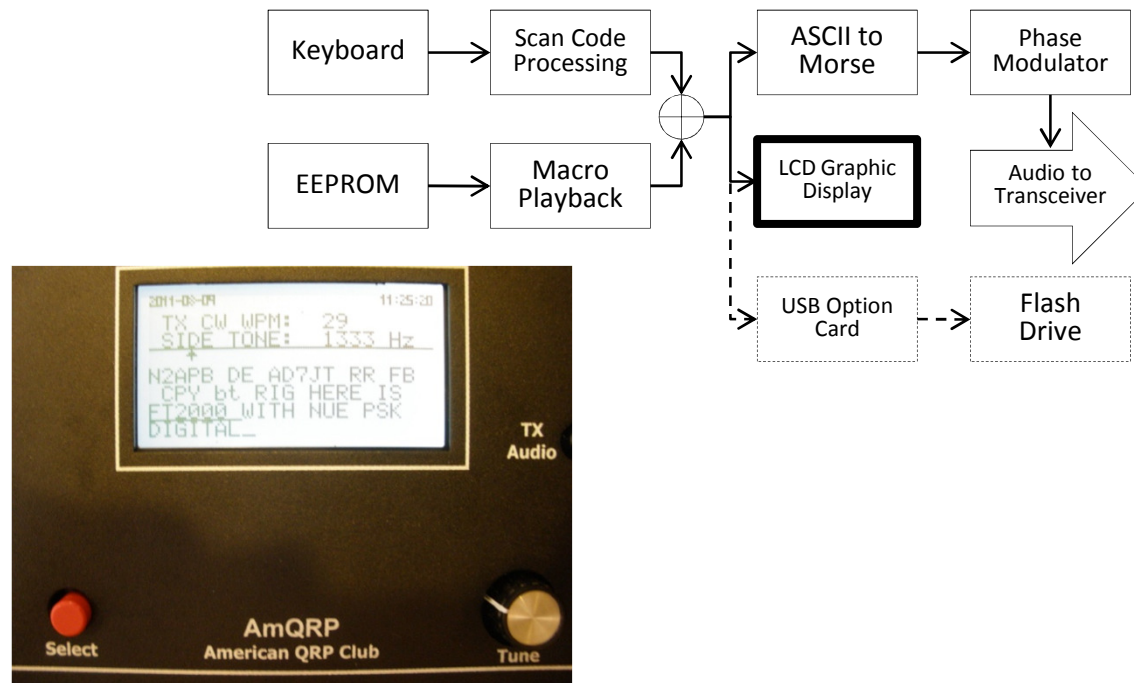 Keyboard
Scan Code
Processing
ASCII to
Morse
Phase
Modulator
EEPROM
Macro
Playback
LCD Graphic
Display
Audio to
Transceiver
USB Option
Card
Flash
Drive
11:25:20
TX CW WPM: 29
SIDE TONE: 1333 Hz
N2APB DE AD7JT RR FB
CPY bt RIG HERE IS
FT2000 WITH NUE PSK
DIGITAL_
TX
Audio
Select
AmQRP
American QRP Club
Tune